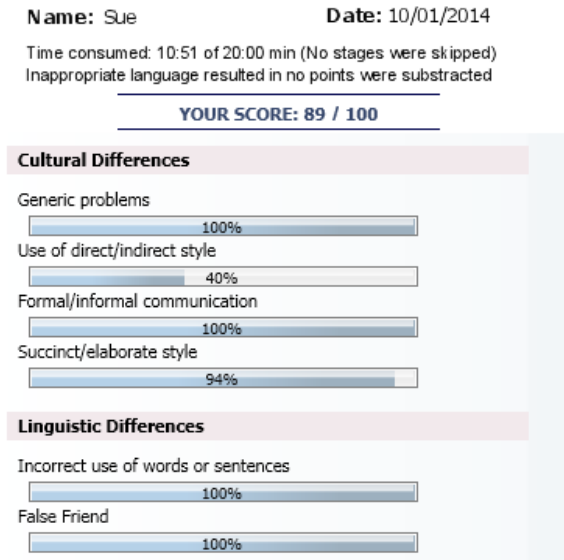 Name: Sue Date: 10/01/2014
Time consumed: 10:51 of 20:00 min (No stages were skipped)
Inappropriate language resulted in no points were substracted
YOUR SCORE: 89 / 100
Cultural Differences
Generic problems
100%
Use of direct/indirect style
40%
Formal/informal communication
100%
Succinct/elaborate style
94%
Linguistic Differences
Incorrect use of words or sentences
100%
False Friend
100%